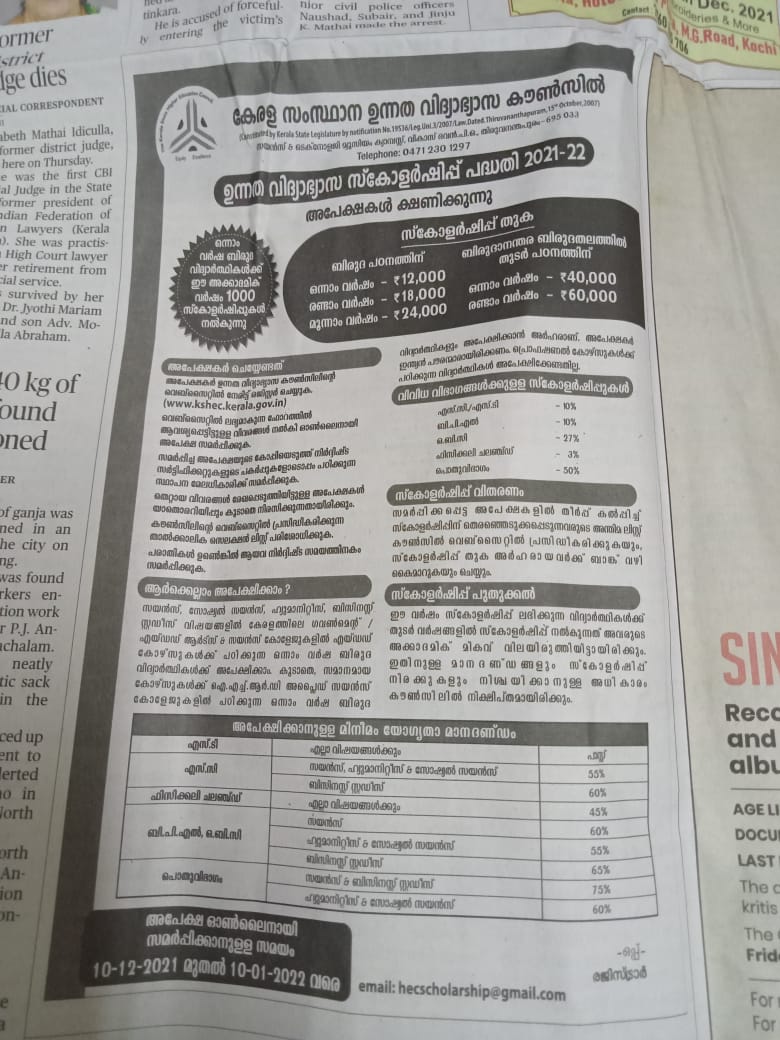 tinkara.
He is accused of forceful-
ly entering the victim's
nior civil police officers
Naushad, Subair, and Jinju
K. Mathai made the arrest.
Dec, 2021
oideries & More
M.G.Road, Kochi
706
Contact
ormer
strict
lge dies
IAL CORRESPONDENT
abeth Mathai Idiculla,
former district judge,
here on Thursday.
e was the first CBI
al Judge in the State
former president of
ndian Federation of
n Lawyers (Kerala
). She was practis-
High Court lawyer
er retirement from
cial service.
s survived by her
Dr. Jyothi Mariam
nd son Adv. Mo-
la Abraham.
40 kg of
ound
oned
ER
of ganja was
ned in an
he city on
ng.
was found
rkers en-
tion work
r P.J. An-
achalam.
neatly
tic sack
in the
ced up
ent to
lerted
no in
North
orth
An-
ion
on-
e
a
കേരള സംസ്ഥാന ഉന്നത വിദ്യാഭ്യാസ കൗൺസിൽ
(Constituted by Kerala State Legislature by notification No.19536/Leg.Uni.3/2007/Law.Dated.Thiruvananthapuram,15th October,2007)
സയൻസ് & ടെക്നോളജി മ്യൂസിയം ക്യാമ്പസ്, വികാസ് ഭവൻ പി.ഒ., തിരുവനന്തപുരം - 695 033
Telephone: 0471 230 1297
ഉന്നത വിദ്യാഭ്യാസ സ്കോളർഷിപ്പ് പദ്ധതി 2021-22
അപേക്ഷകൾ ക്ഷണിക്കുന്നു
ഒന്നാം
വർഷ ബിരുദ
വിദ്യാർത്ഥികൾക്ക്
ഈ അക്കാദമിക്
വർഷം 1000
സ്കോളർഷിപ്പുകൾ
നൽകുന്നു
സ്കോളർഷിപ്പ് തുക
ബിരുദ പഠനത്തിന്
ഒന്നാം വർഷം - ₹12,000
രണ്ടാം വർഷം - ₹18,000
മൂന്നാം വർഷം - ₹24,000
ബിരുദാനന്തര ബിരുദതലത്തിൽ
തുടർ പഠനത്തിന്
ഒന്നാം വർഷം - ₹40,000
രണ്ടാം വർഷം - ₹60,000
അപേക്ഷകർ ചെയ്യേണ്ടത്
അപേക്ഷകർ ഉന്നത വിദ്യാഭ്യാസ കൗൺസിലിന്റെ
വെബ്സൈറ്റിൽ നേരിട്ട് രജിസ്റ്റർ ചെയ്യുക.
(www.kshec.kerala.gov.in)
വെബ്സൈറ്റിൽ ലഭ്യമാകുന്ന ഫോറത്തിൽ
ആവശ്യപ്പെട്ടിട്ടുള്ള വിവരങ്ങൾ നൽകി ഓൺലൈനായി
അപേക്ഷ സമർപ്പിക്കുക.
സമർപ്പിച്ച അപേക്ഷയുടെ കോപ്പിയെടുത്ത് നിർദ്ദിഷ്ട
സർട്ടിഫിക്കറ്റുകളുടെ പകർപ്പുകളോടൊപ്പം പഠിക്കുന്ന
സ്ഥാപന മേലധികാരിക്ക് സമർപ്പിക്കുക.
തെറ്റായ വിവരങ്ങൾ രേഖപ്പെടുത്തിയിട്ടുള്ള അപേക്ഷകൾ
യാതൊരറിയിപ്പും കൂടാതെ നിരസിക്കുന്നതായിരിക്കും.
കൗൺസിലിന്റെ വെബ്സൈറ്റിൽ പ്രസിദ്ധീകരിക്കുന്ന
താൽക്കാലിക സെലക്ഷൻ ലിസ്റ്റ് പരിശോധിക്കുക.
പരാതികൾ ഉണ്ടെങ്കിൽ ആയവ നിർദ്ദിഷ്ട സമയത്തിനകം
സമർപ്പിക്കുക.
ആർക്കെല്ലാം അപേക്ഷിക്കാം ?
സയൻസ്, സോഷ്യൽ സയൻസ്, ഹ്യുമാനിറ്റീസ്, ബിസിനസ്സ്
സ്റ്റഡീസ് വിഷയങ്ങളിൽ കേരളത്തിലെ ഗവൺമെന്റ് /
എയ്ഡഡ് ആർട്സ് & സയൻസ് കോളേജുകളിൽ എയ്ഡഡ്
കോഴ്സുകൾക്ക് പഠിക്കുന്ന ഒന്നാം വർഷ ബിരുദ
വിദ്യാർത്ഥികൾക്ക് അപേക്ഷിക്കാം. കൂടാതെ, സമാനമായ
കോഴ്സുകൾക്ക് ഐ.എച്ച്.ആർ.ഡി അപ്ലൈഡ് സയൻസ്
കോളേജുകളിൽ പഠിക്കുന്ന ഒന്നാം വർഷ ബിരുദ
വിദ്യാർത്ഥികളും അപേക്ഷിക്കാൻ അർഹരാണ്. അപേക്ഷകർ
ഇന്ത്യൻ പൗരന്മാരായിരിക്കണം. പ്രൊഫഷണൽ കോഴ്സുകൾക്ക്
പഠിക്കുന്ന വിദ്യാർത്ഥികൾ അപേക്ഷിക്കേണ്ടതില്ല.
വിവിധ വിഭാഗങ്ങൾക്കുള്ള സ്കോളർഷിപ്പുകൾ
എസ്.സി/എസ്.ടി - 10%
ബി.പി.എൽ - 10%
ഒ.ബി.സി - 27%
ഫിസിക്കലി ചലഞ്ച്ഡ് - 3%
പൊതുവിഭാഗം - 50%
സ്കോളർഷിപ്പ് വിതരണം
സമർപ്പിക്കപ്പെട്ട അപേക്ഷകളിൽ തീർപ്പ് കൽപ്പിച്ച്
സ്കോളർഷിപ്പിന് തെരഞ്ഞെടുക്കപ്പെടുന്നവരുടെ അന്തിമ ലിസ്റ്റ്
കൗൺസിൽ വെബ്സൈറ്റിൽ പ്രസിദ്ധീകരിക്കുകയും,
സ്കോളർഷിപ്പ് തുക അർഹരായവർക്ക് ബാങ്ക് വഴി
കൈമാറുകയും ചെയ്യും.
സ്കോളർഷിപ്പ് പുതുക്കൽ
ഈ വർഷം സ്കോളർഷിപ്പ് ലഭിക്കുന്ന വിദ്യാർത്ഥികൾക്ക്
തുടർ വർഷങ്ങളിൽ സ്കോളർഷിപ്പ് നൽകുന്നത് അവരുടെ
അക്കാദമിക് മികവ് വിലയിരുത്തിയിട്ടായിരിക്കും.
ഇതിനുള്ള മാനദണ്ഡങ്ങളും സ്കോളർഷിപ്പ്
നിരക്കുകളും നിശ്ചയിക്കാനുള്ള അധികാരം
കൗൺസിലിൽ നിക്ഷിപ്തമായിരിക്കും.
അപേക്ഷിക്കാനുള്ള മിനിമം യോഗ്യതാ മാനദണ്ഡം
എസ്.ടി എല്ലാ വിഷയങ്ങൾക്കും പാസ്സ്
എസ്.സി സയൻസ്, ഹ്യുമാനിറ്റീസ് & സോഷ്യൽ സയൻസ് 55%
ബിസിനസ്സ് സ്റ്റഡീസ് 60%
ഫിസിക്കലി ചലഞ്ച്ഡ് എല്ലാ വിഷയങ്ങൾക്കും 45%
ബി.പി.എൽ, ഒ.ബി.സി സയൻസ് 60%
ഹ്യുമാനിറ്റീസ് & സോഷ്യൽ സയൻസ് 55%
ബിസിനസ്സ് സ്റ്റഡീസ് 65%
പൊതുവിഭാഗം സയൻസ് & ബിസിനസ്സ് സ്റ്റഡീസ് 75%
ഹ്യുമാനിറ്റീസ് & സോഷ്യൽ സയൻസ് 60%
അപേക്ഷ ഓൺലൈനായി
സമർപ്പിക്കാനുള്ള സമയം
10-12-2021 മുതൽ 10-01-2022 വരെ
email: hecscholarship@gmail.com
-ഒപ്പ്-
രജിസ്ട്രാർ
SIN
Reco
and
albu
AGE LI
DOCU
LAST
The c
kritis
The
Frid
For
For